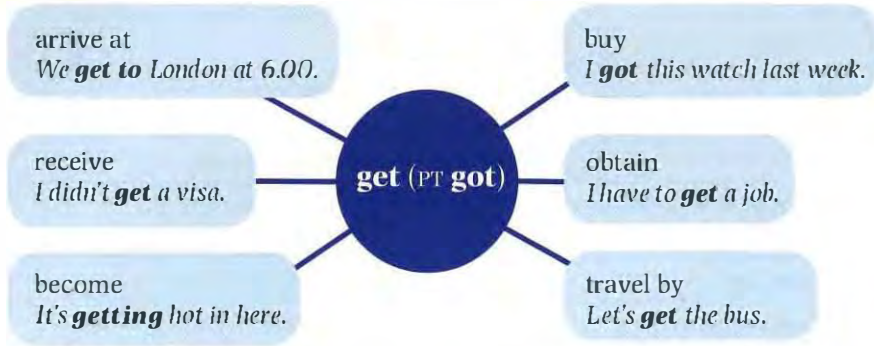 arrive at
We get to London at 6.00.
receive
I didn't get a visa.
become
It's getting hot in here.
get (PT got)
buy
I got this watch last week.
obtain
I have to get a job.
travel by
Let's get the bus.